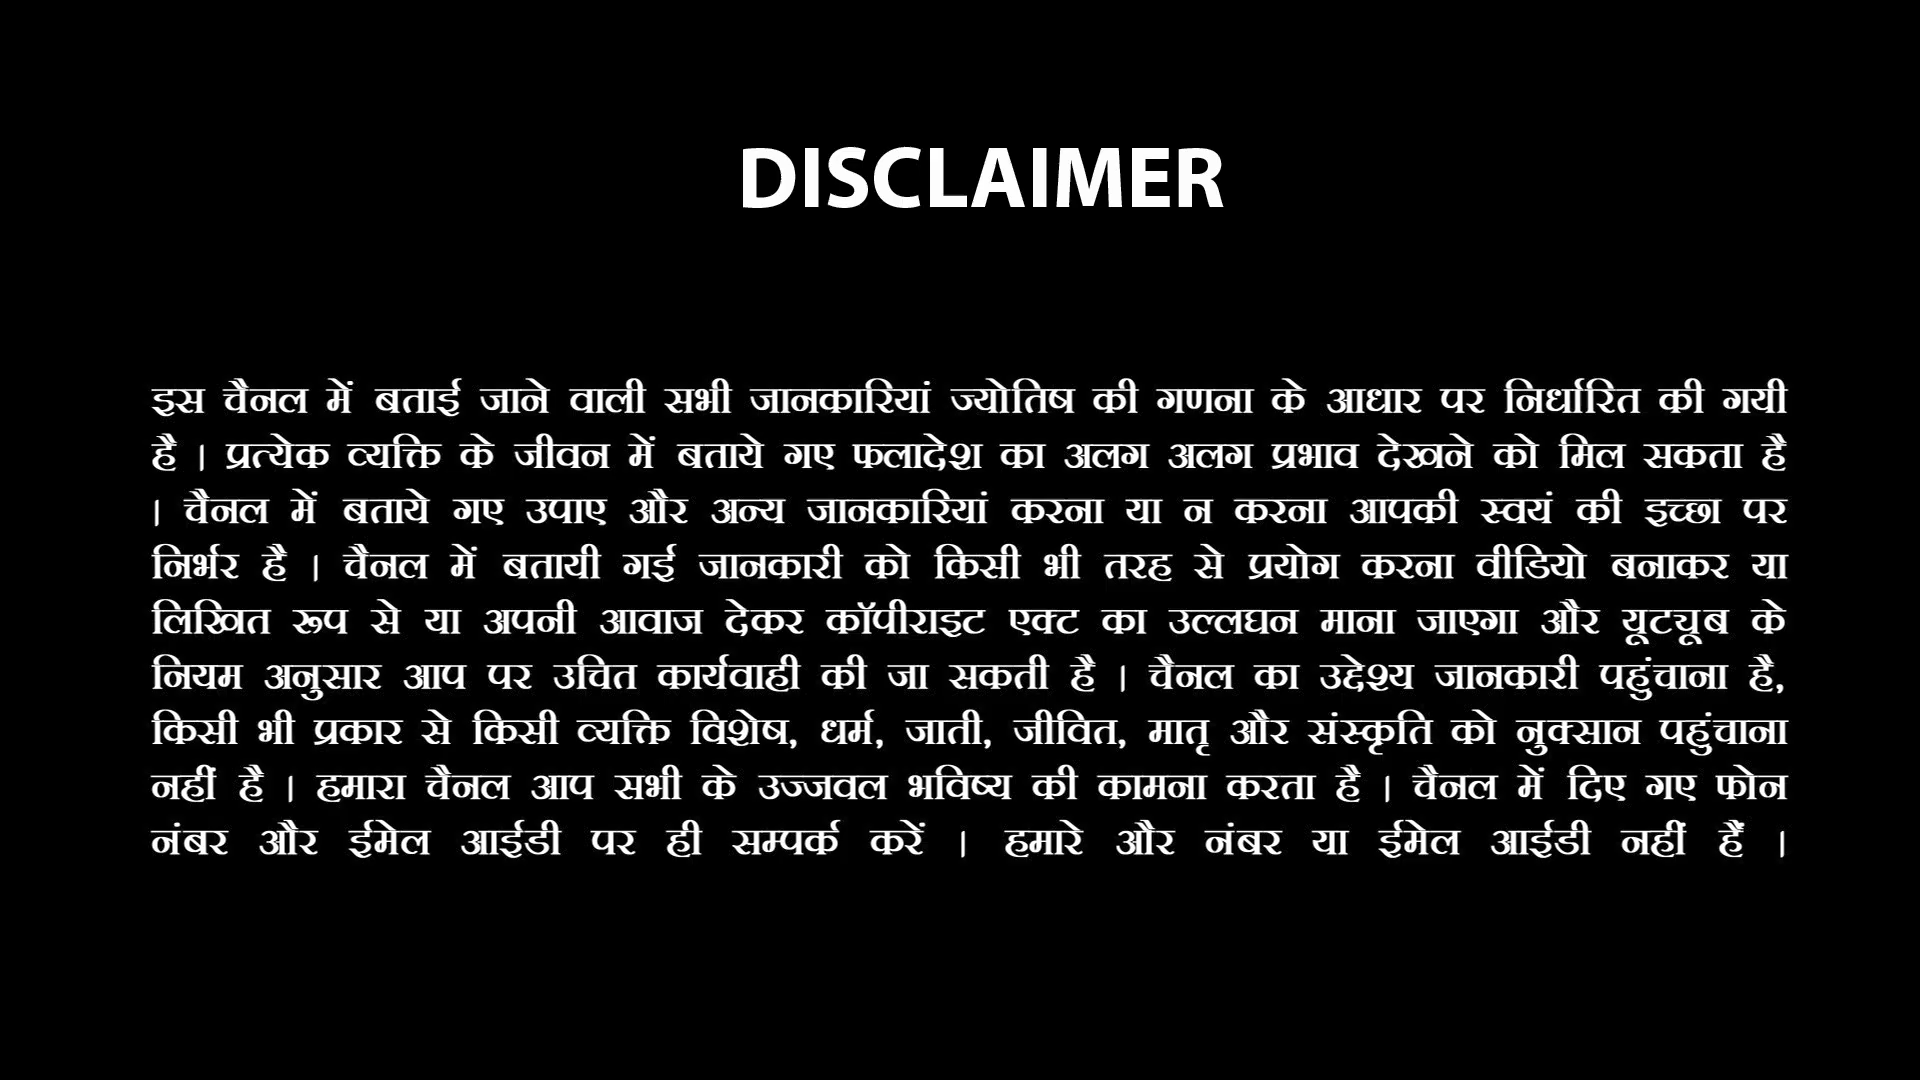 DISCLAIMER
इस चैनल में बताई जाने वाली सभी जानकारियां ज्योतिष की गणना के आधार पर निर्धारित की गयी
है । प्रत्येक व्यक्ति के जीवन में बताये गए फलादेश का अलग अलग प्रभाव देखने को मिल सकता है
। चैनल में बताये गए उपाए और अन्य जानकारियां करना या न करना आपकी स्वयं की इच्छा पर
निर्भर है । चैनल में बतायी गई जानकारी को किसी भी तरह से प्रयोग करना वीडियो बनाकर या
लिखित रूप से या अपनी आवाज देकर कॉपीराइट एक्ट का उल्लघन माना जाएगा और यूटच्यूब के
नियम अनुसार आप पर उचित कार्यवाही की जा सकती है । चैनल का उद्देश्य जानकारी पहुंचाना है,
किसी भी प्रकार से किसी व्यक्ति विशेष, धर्म, जाती, जीवित, मातृ और संस्कृति को नुक्सान पहुंचाना
नहीं है । हमारा चैनल आप सभी के उज्जवल भविष्य की कामना करता है । चैनल में दिए गए फोन
नंबर और ईमेल आईडी पर ही सम्पर्क करें । हमारे और नंबर या ईमेल आईडी नहीं हैं ।